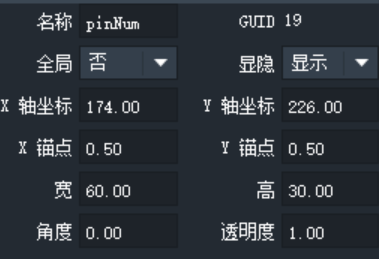 名称 pinNum GUID 19
全局 否 显隐 显示
X 轴坐标 174.00 Y 轴坐标 226.00
X 锚点 0.50 Y 锚点 0.50
宽 60.00 高 30.00
角度 0.00 透明度 1.00